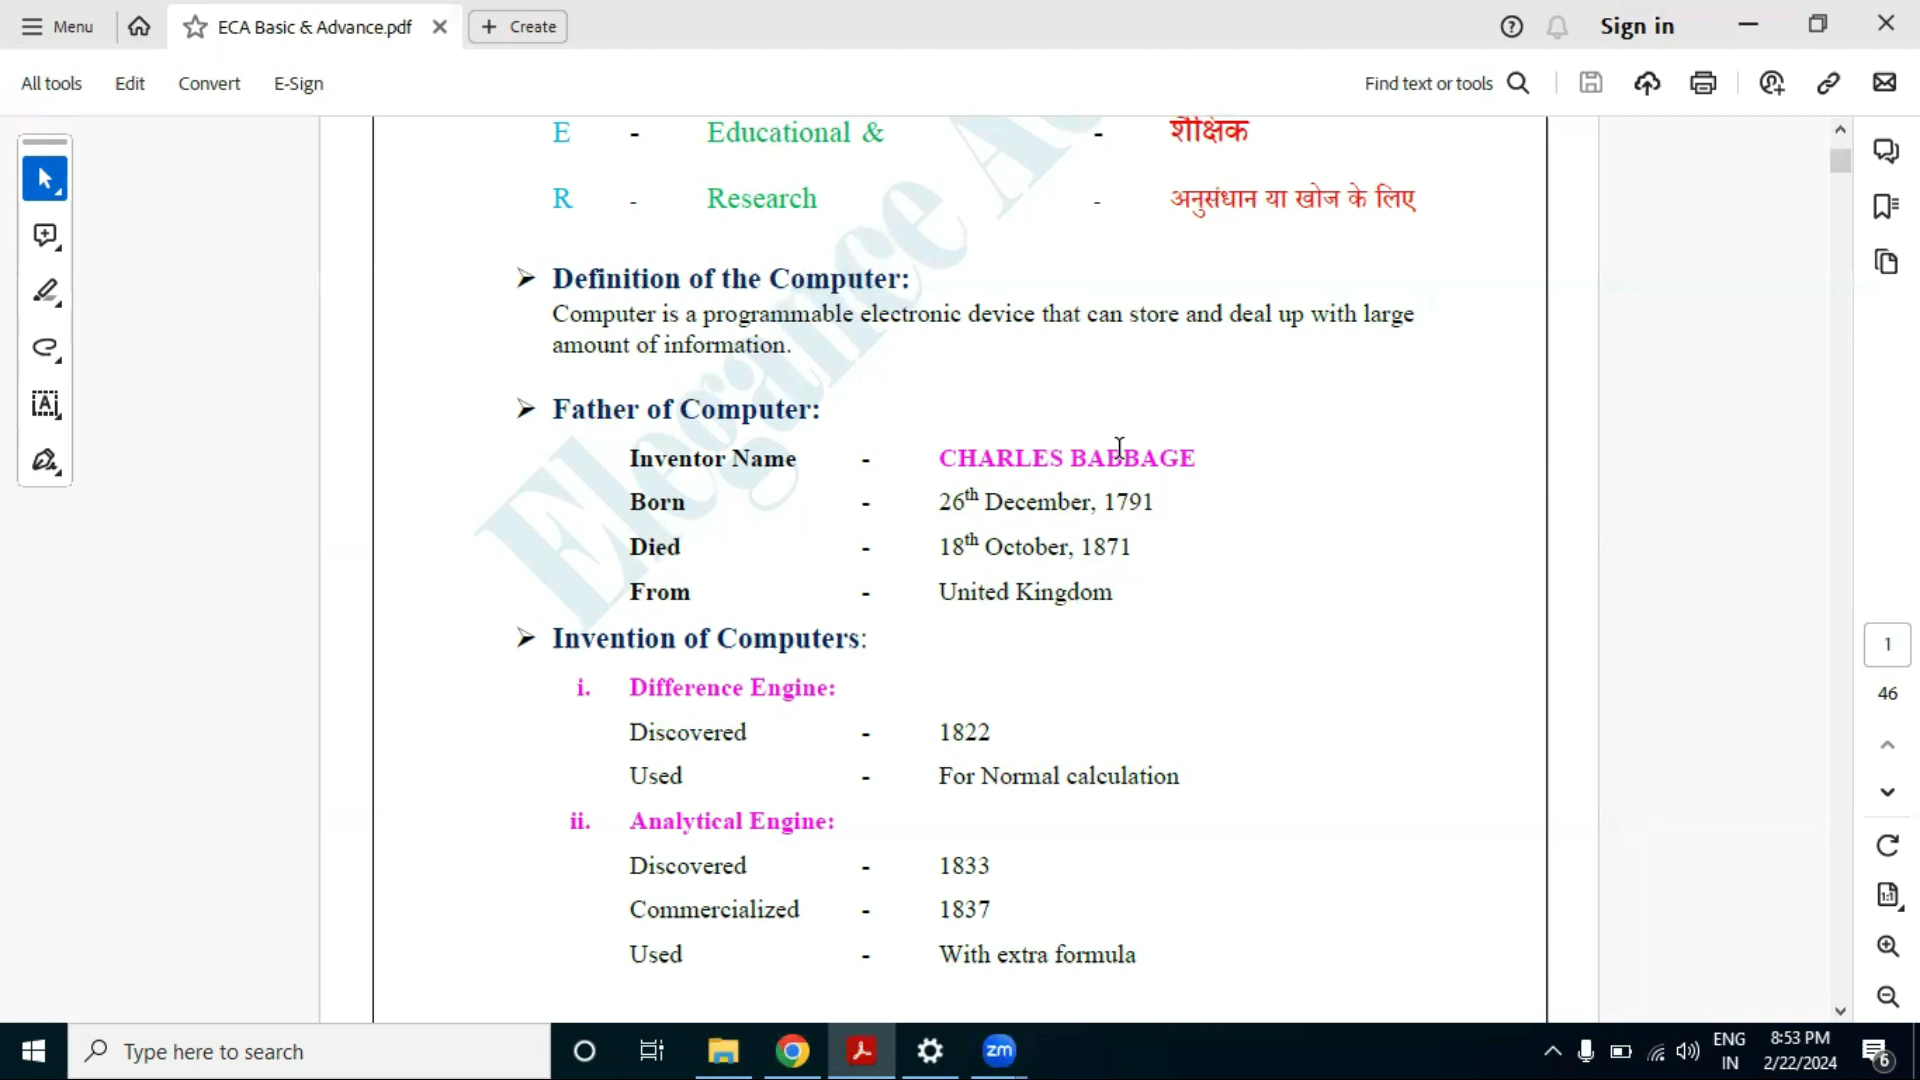 Menu
ECA Basic & Advance.pdf
Create
Sign in
All tools
Edit
Convert
E-Sign
Find text or tools
E - Educational & - शैक्षिक
R - Research - अनुसंधान या खोज के लिए
Definition of the Computer:
Computer is a programmable electronic device that can store and deal up with large
amount of information.
Father of Computer:
Inventor Name - CHARLES BABBAGE
Born - 26th December, 1791
Died - 18th October, 1871
From - United Kingdom
Invention of Computers:
i. Difference Engine:
Discovered - 1822
Used - For Normal calculation
ii. Analytical Engine:
Discovered - 1833
Commercialized - 1837
Used - With extra formula
Elegance
1
46
Type here to search
zm
ENG
IN
8:53 PM
2/22/2024
6